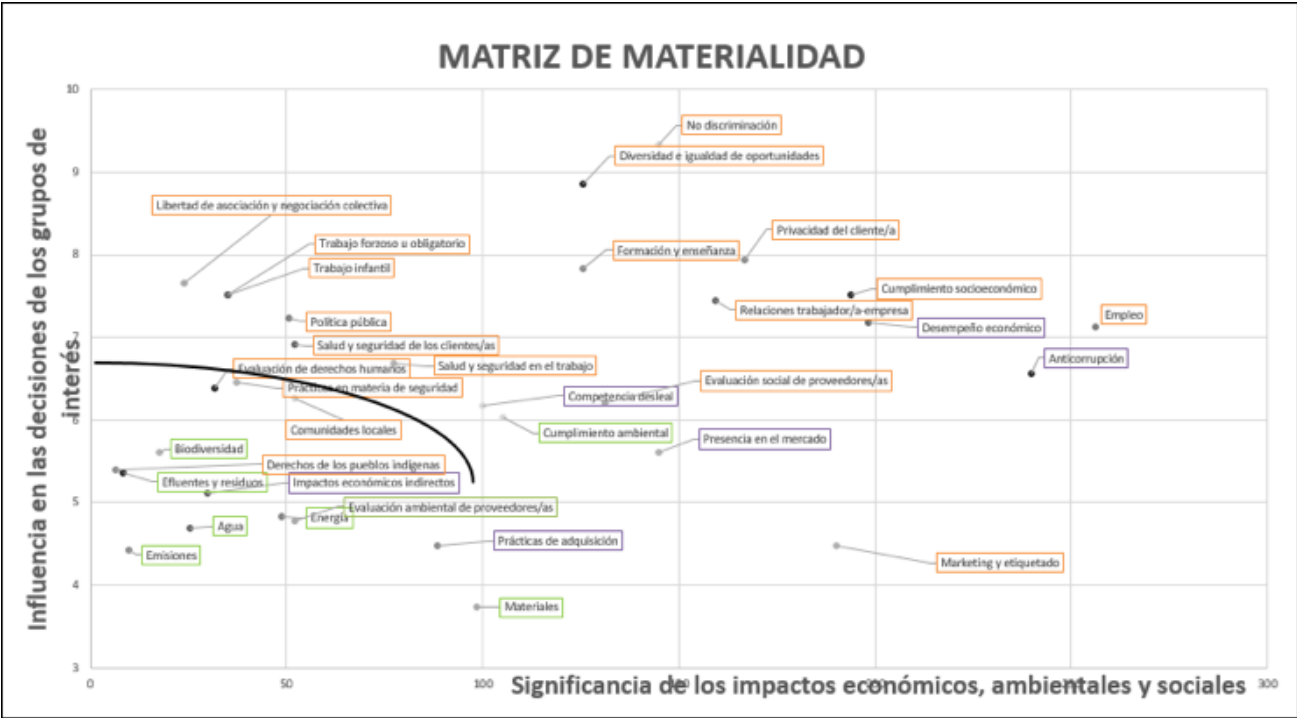 MATRIZ DE MATERIALIDAD
Influencia en las decisiones de los grupos de
interés
10
9
8
7
6
5
4
3
No discriminación
Diversidad e igualdad de oportunidades
Libertad de asociación y negociación colectiva
Trabajo forzoso u obligatorio
Trabajo infantil
Formación y enseñanza
Privacidad del cliente/a
Cumplimiento socioeconómico
Relaciones trabajador/a-empresa
Empleo
Desempeño económico
Política pública
Salud y seguridad de los clientes/as
Salud y seguridad en el trabajo
Anticorrupción
Evaluación de derechos humanos
Prácticas en materia de seguridad
Evaluación social de proveedores/as
Competencia desleal
Comunidades locales
Cumplimiento ambiental
Presencia en el mercado
Biodiversidad
Derechos de los pueblos indígenas
Efluentes y residuos
Impactos económicos indirectos
Evaluación ambiental de proveedores/as
Energía
Agua
Emisiones
Prácticas de adquisición
Marketing y etiquetado
Materiales
0
50
100
300
Significancia de los impactos económicos, ambientales y sociales